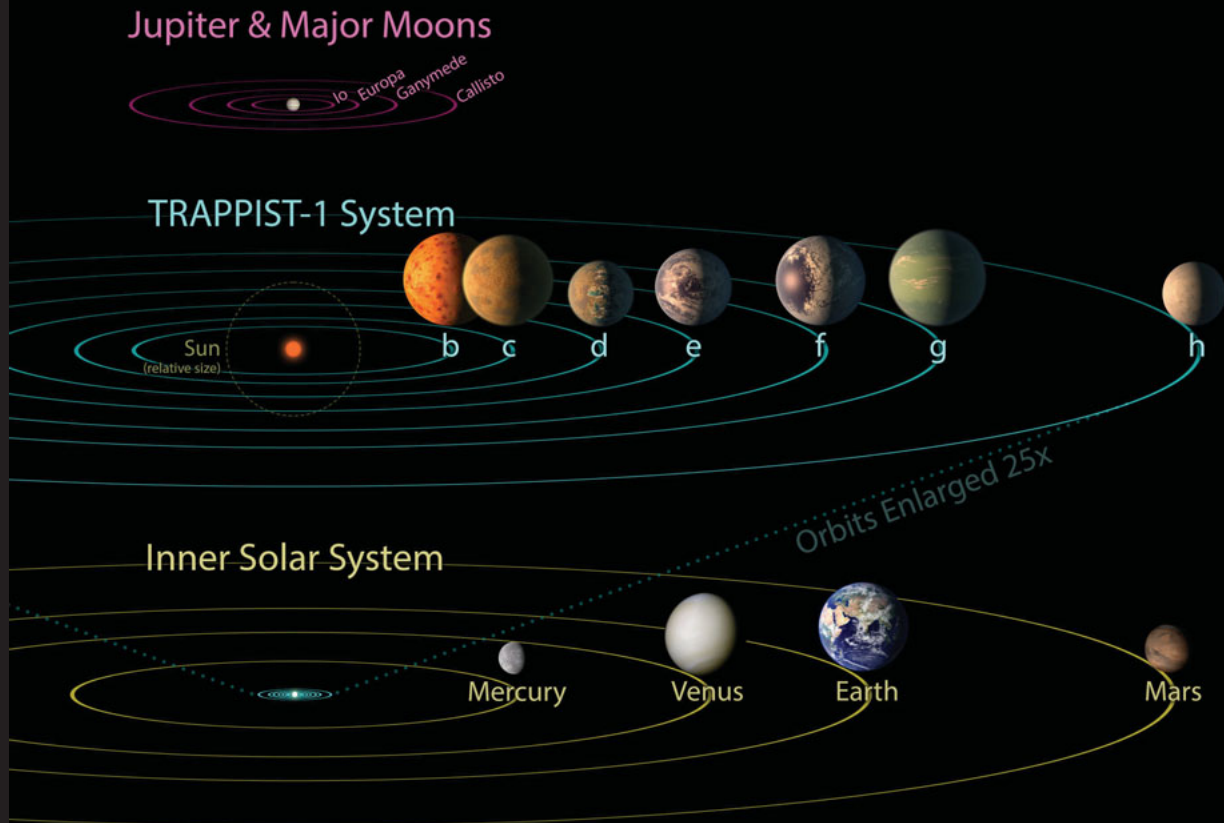 Jupiter & Major Moons
Io
Europa
Ganymede
Callisto
TRAPPIST-1 System
Sun
(relative size)
b
c
d
e
f
g
h
Orbits Enlarged 25x
Inner Solar System
Mercury
Venus
Earth
Mars